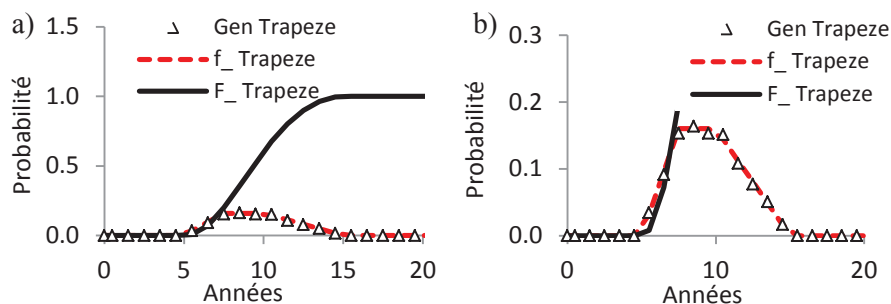 a)
1.5
1.0
0.5
0.0
Probabilité
Gen Trapeze
f_ Trapeze
F_ Trapeze
0
5
10
15
20
Années
b)
0.3
0.2
0.1
0.0
Probabilité
Gen Trapeze
f_ Trapeze
F_ Trapeze
0
10
20
Années